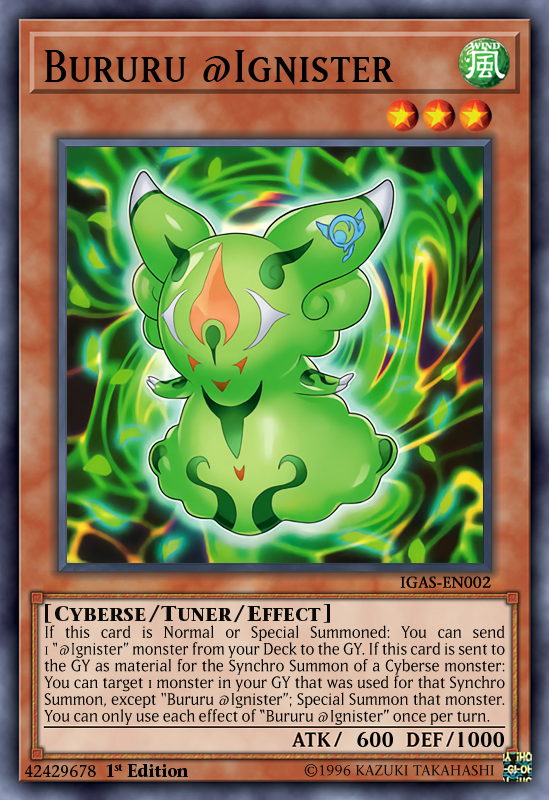 Bururu @Ignister
WIND
風
IGAS-EN002
[Cyberse/Tuner/Effect]
If this card is Normal or Special Summoned: You can send
1 "@Ignister" monster from your Deck to the GY. If this card is sent
to the GY as material for the Synchro Summon of a Cyberse monster:
You can target 1 monster in your GY that was used for that Synchro
Summon, except "Bururu @Ignister"; Special Summon that monster.
You can only use each effect of "Bururu @Ignister" once per turn.
ATK/ 600 DEF/1000
42429678 1st Edition ©1996 KAZUKI TAKAHASHI